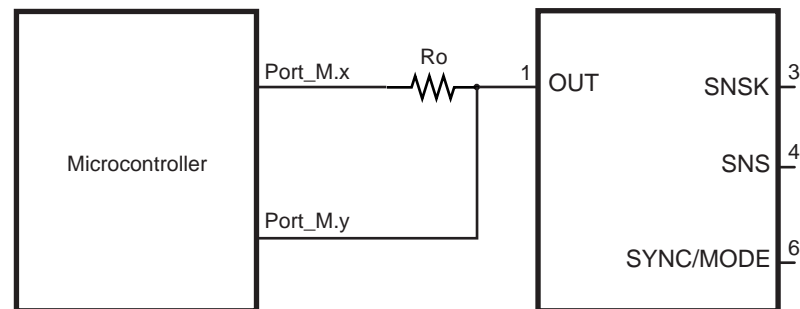 Ro
Port_M.x
1
OUT
SNSK
3
Microcontroller
SNS
4
Port_M.y
SYNC/MODE
6